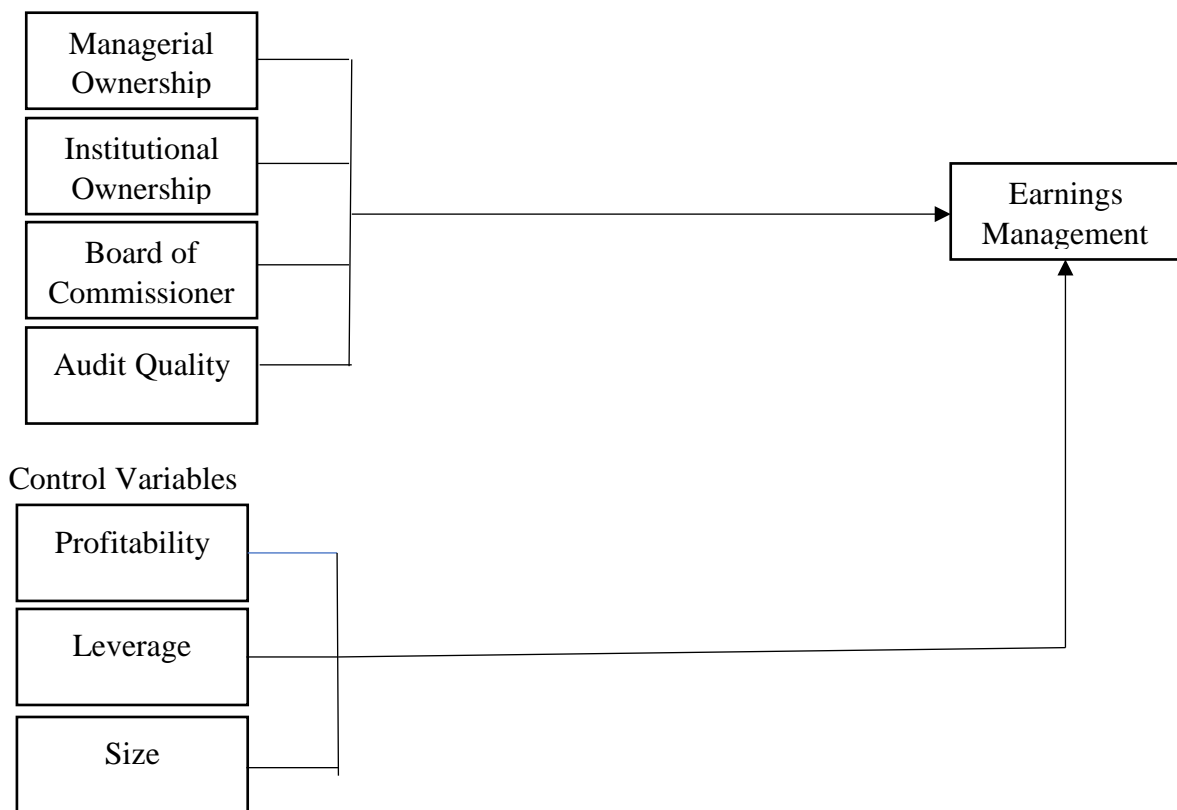 Managerial
Ownership
Institutional
Ownership
Board of
Commissioner
Audit Quality
Earnings
Management
Control Variables
Profitability
Leverage
Size